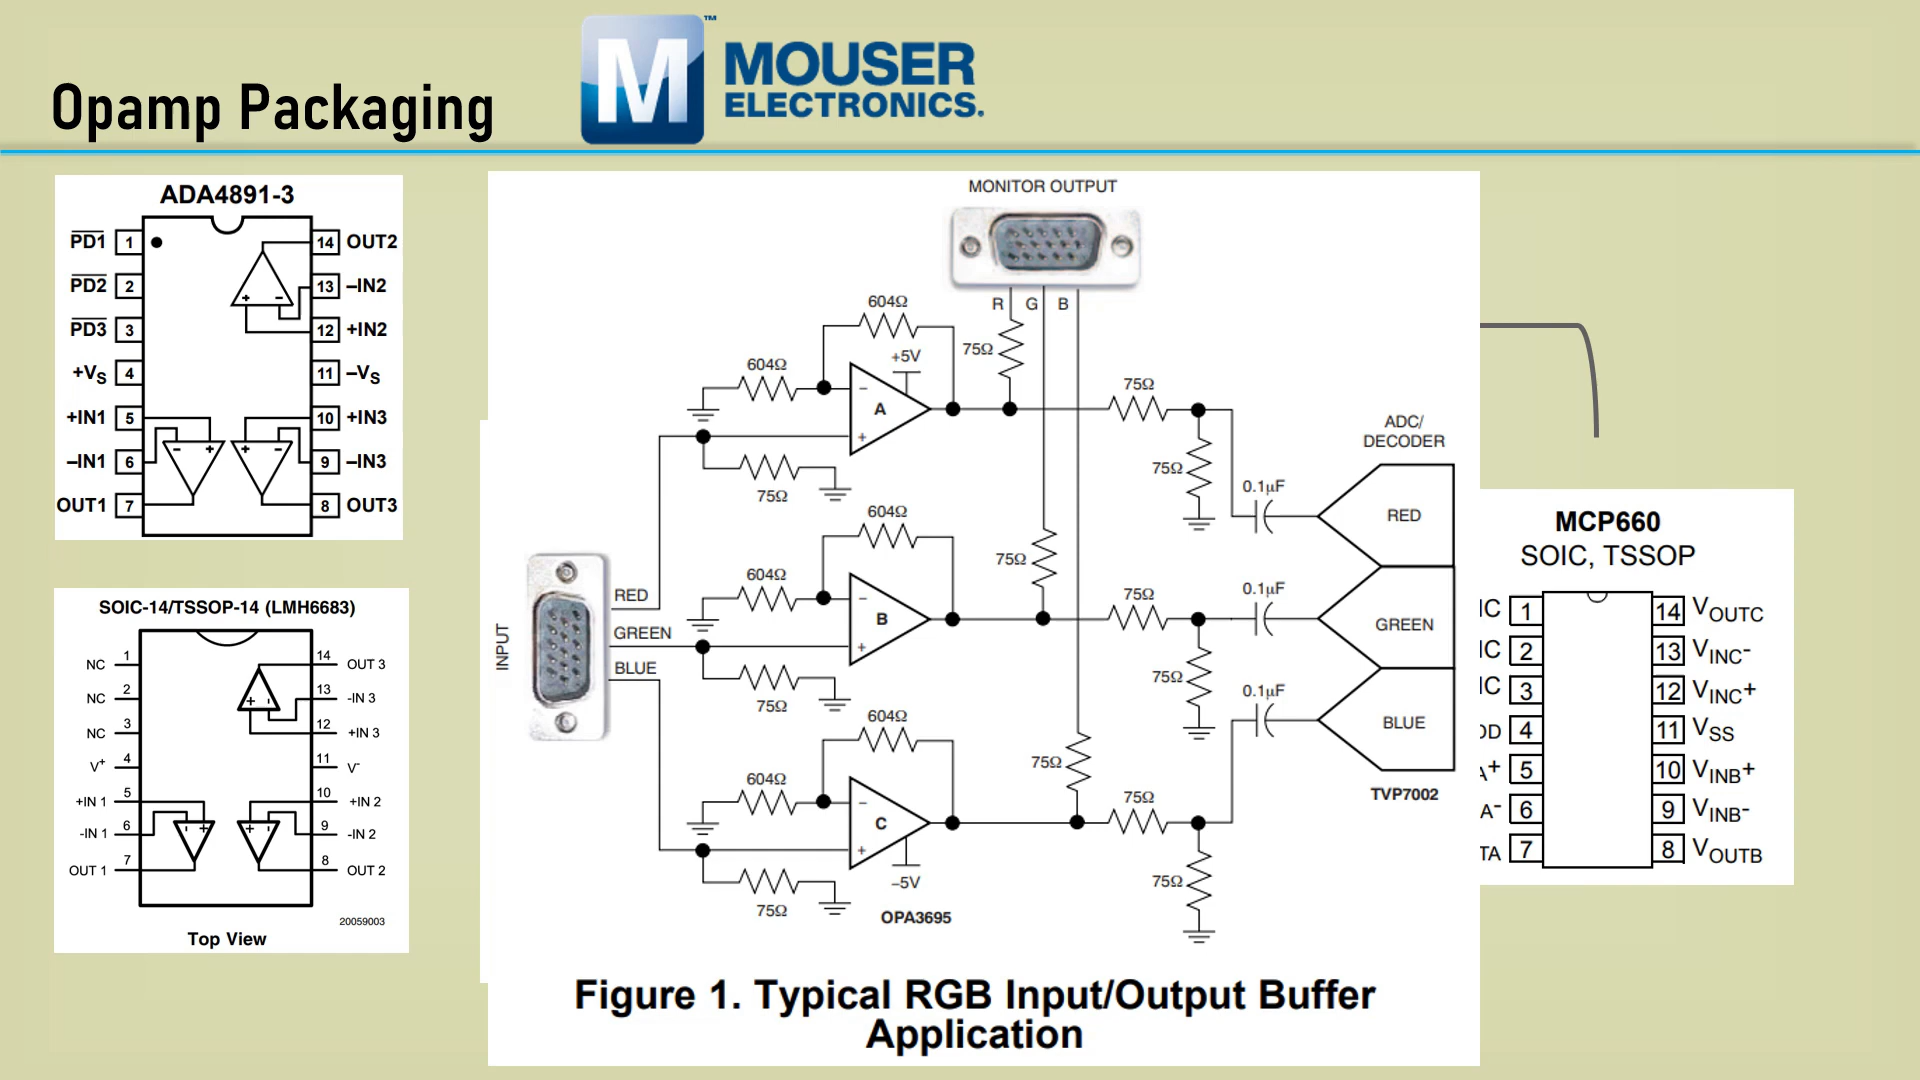 Opamp Packaging
M
™
MOUSER
ELECTRONICS.
ADA4891-3
PD1 1 14 OUT2
PD2 2 13 –IN2
PD3 3 12 +IN2
+VS 4 11 –VS
+IN1 5 10 +IN3
–IN1 6 9 –IN3
OUT1 7 8 OUT3
+ -
- + + -
SOIC-14/TSSOP-14 (LMH6683)
NC 1 14 OUT 3
NC 2 13 -IN 3
NC 3 12 +IN 3
V+ 4 11 V-
+IN 1 5 10 +IN 2
-IN 1 6 9 -IN 2
OUT 1 7 8 OUT 2
+ -
- + + -
20059003
Top View
MONITOR OUTPUT
R G B
604Ω
604Ω
+5V
75Ω
A
−
+
75Ω
75Ω
75Ω
0.1µF
ADC/
DECODER
RED
INPUT
RED
GREEN
BLUE
604Ω
604Ω
75Ω
B
−
+
75Ω
75Ω
75Ω
0.1µF
GREEN
604Ω
604Ω
75Ω
C
−
+
–5V
75Ω
75Ω
75Ω
0.1µF
BLUE
TVP7002
OPA3695
Figure 1. Typical RGB Input/Output Buffer
Application
MCP660
SOIC, TSSOP
IC 1 14 VOUTC
IC 2 13 VINC-
IC 3 12 VINC+
DD 4 11 VSS
A+ 5 10 VINB+
A- 6 9 VINB-
TA 7 8 VOUTB